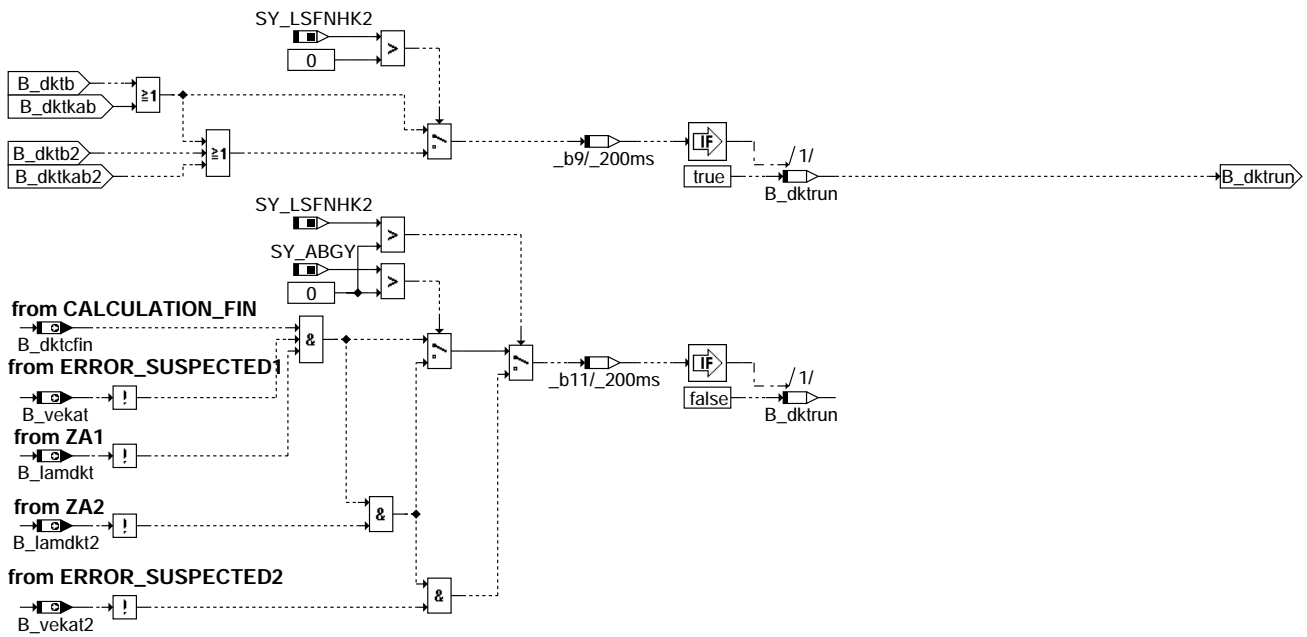 SY_LSFNHK2
0
>
B_dktb
B_dktkab
≥1
B_dktb2
B_dktkab2
≥1
_b9/_200ms
IF
/1/
true
B_dktrun
B_dktrun
SY_LSFNHK2
>
SY_ABGY
0
>
from CALCULATION_FIN
B_dktcfin
&
from ERROR_SUSPECTED1
B_vekat
!
_b11/_200ms
IF
/1/
false
B_dktrun
from ZA1
B_lamdkt
!
from ZA2
B_lamdkt2
!
&
from ERROR_SUSPECTED2
B_vekat2
!
&